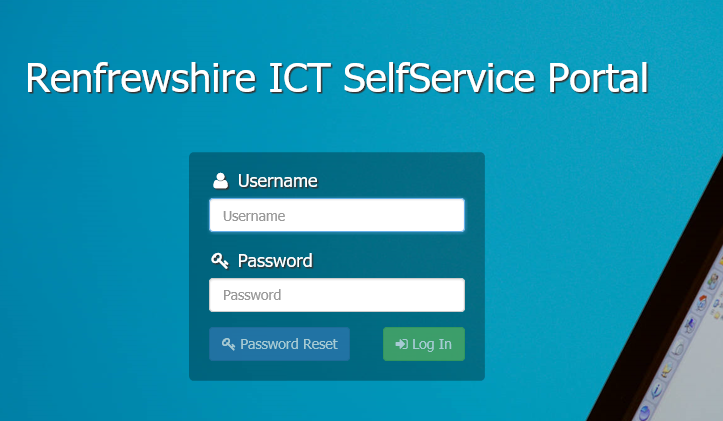 Renfrewshire ICT SelfService Portal
Username
Username
Password
Password
Password Reset
Log In